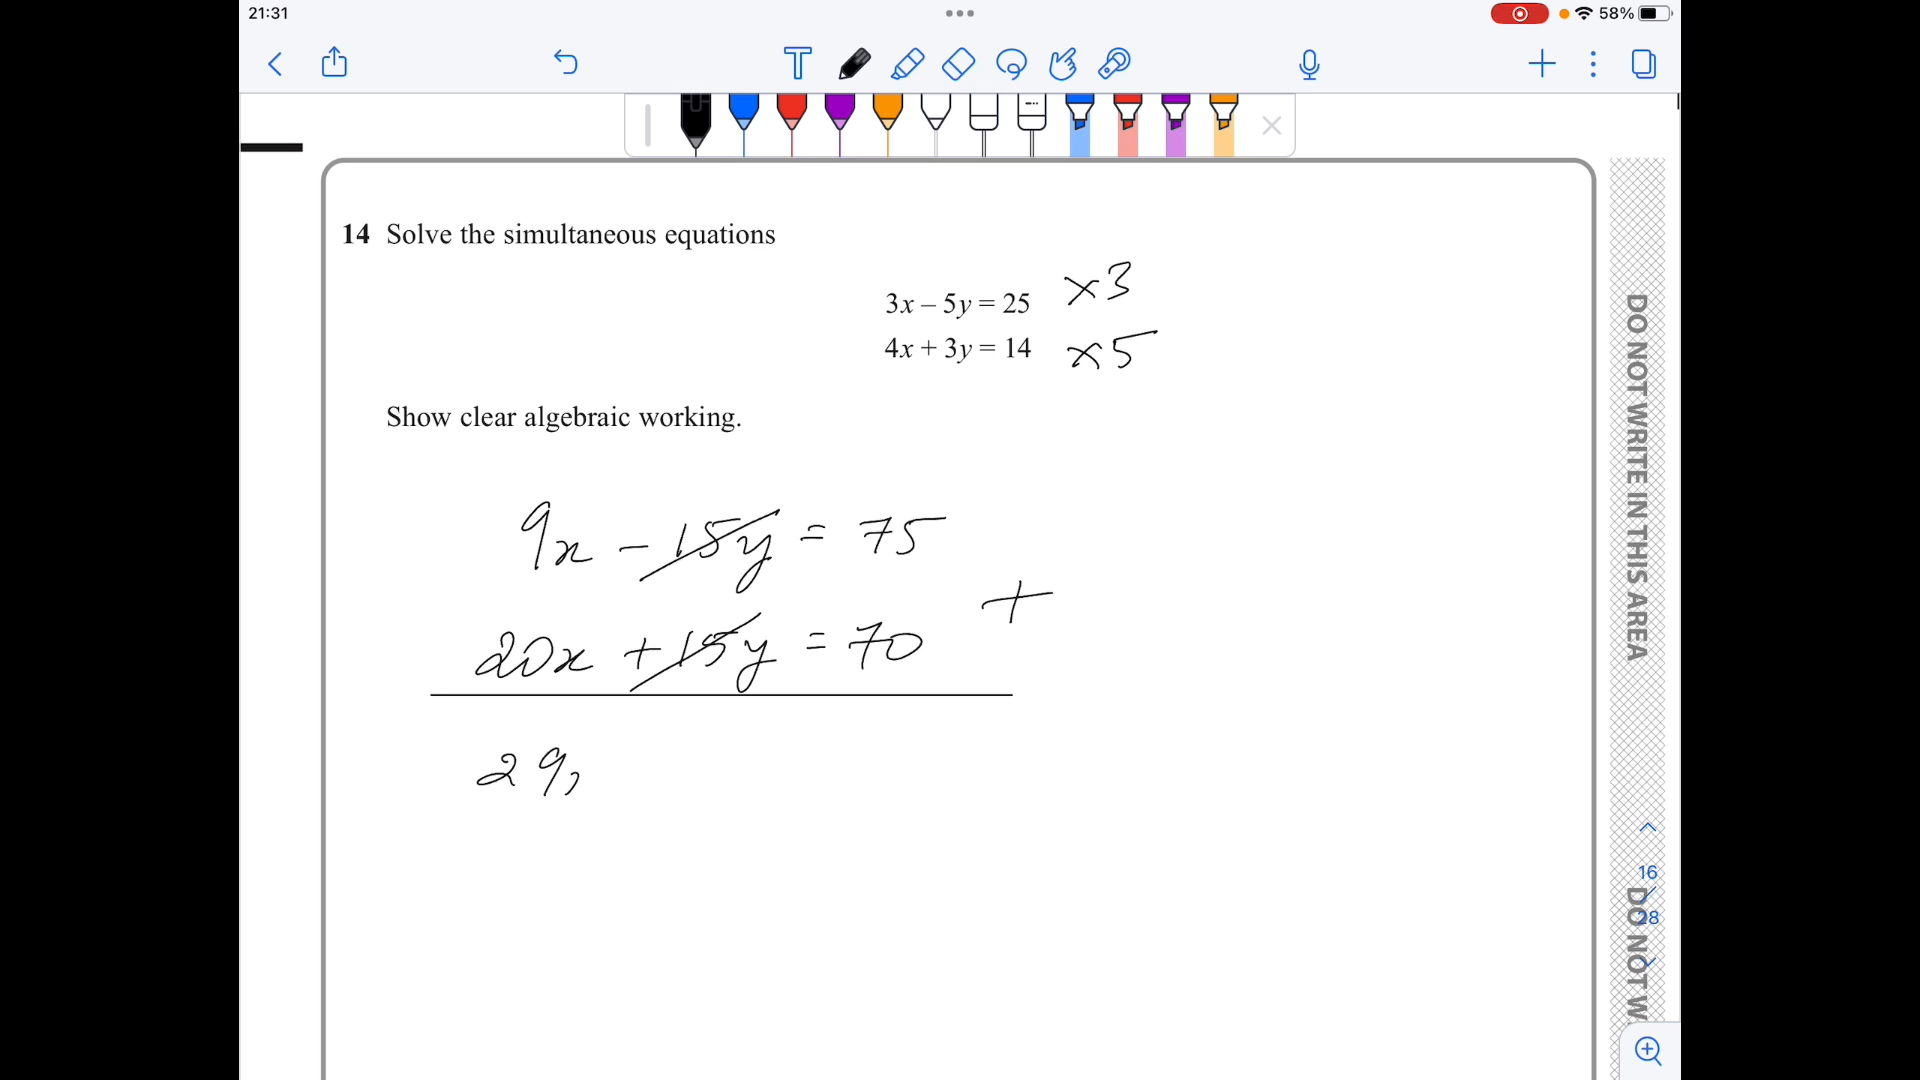 21:31
58%
14 Solve the simultaneous equations
3x – 5y = 25 ×3
4x + 3y = 14 ×5
Show clear algebraic working.
9x - 15y = 75
+
20x + 15y = 70
29
DO NOT WRITE IN THIS AREA
16
28
DO NOT W